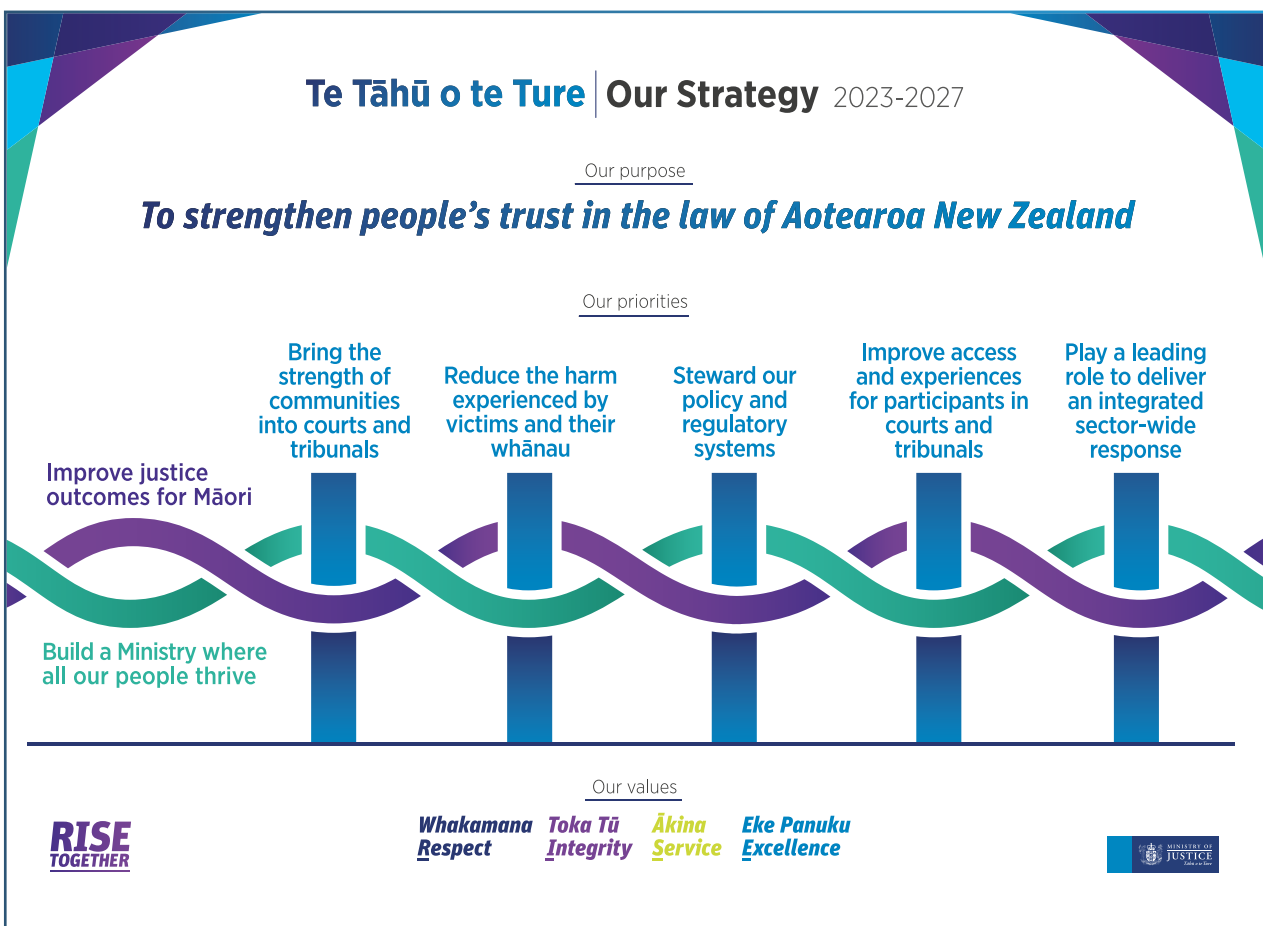 Te Tāhū o te Ture | Our Strategy 2023-2027
Our purpose
To strengthen people's trust in the law of Aotearoa New Zealand
Our priorities
Bring the
strength of
communities
into courts and
tribunals
Reduce the harm
experienced by
victims and their
whānau
Steward our
policy and
regulatory
systems
Improve access
and experiences
for participants in
courts and
tribunals
Play a leading
role to deliver
an integrated
sector-wide
response
Improve justice
outcomes for Māori
Build a Ministry where
all our people thrive
Our values
RISE
TOGETHER
Whakamana
Respect
Toka Tū
Integrity
Ākina
Service
Eke Panuku
Excellence
MINISTRY OF
JUSTICE
Tāhū o te Ture